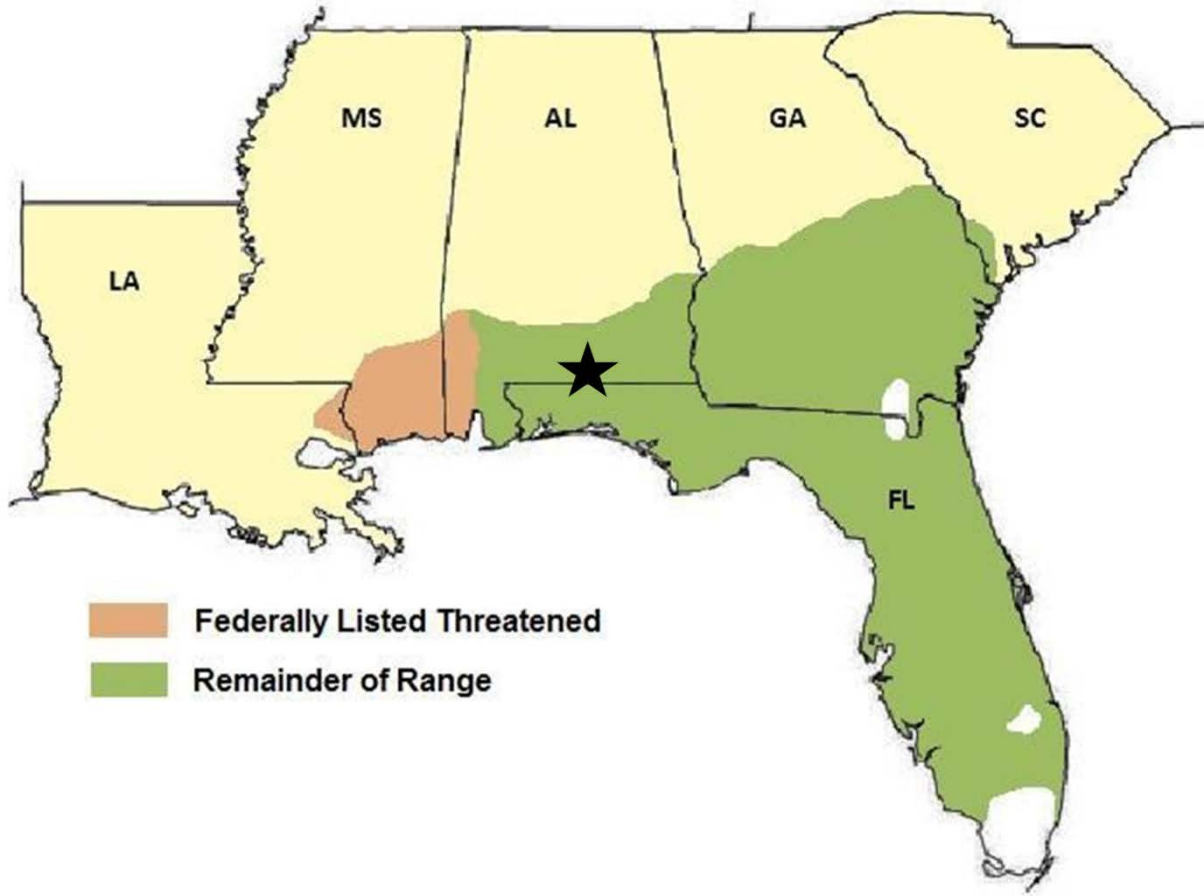 MS
AL
GA
SC
LA
FL
Federally Listed Threatened
Remainder of Range